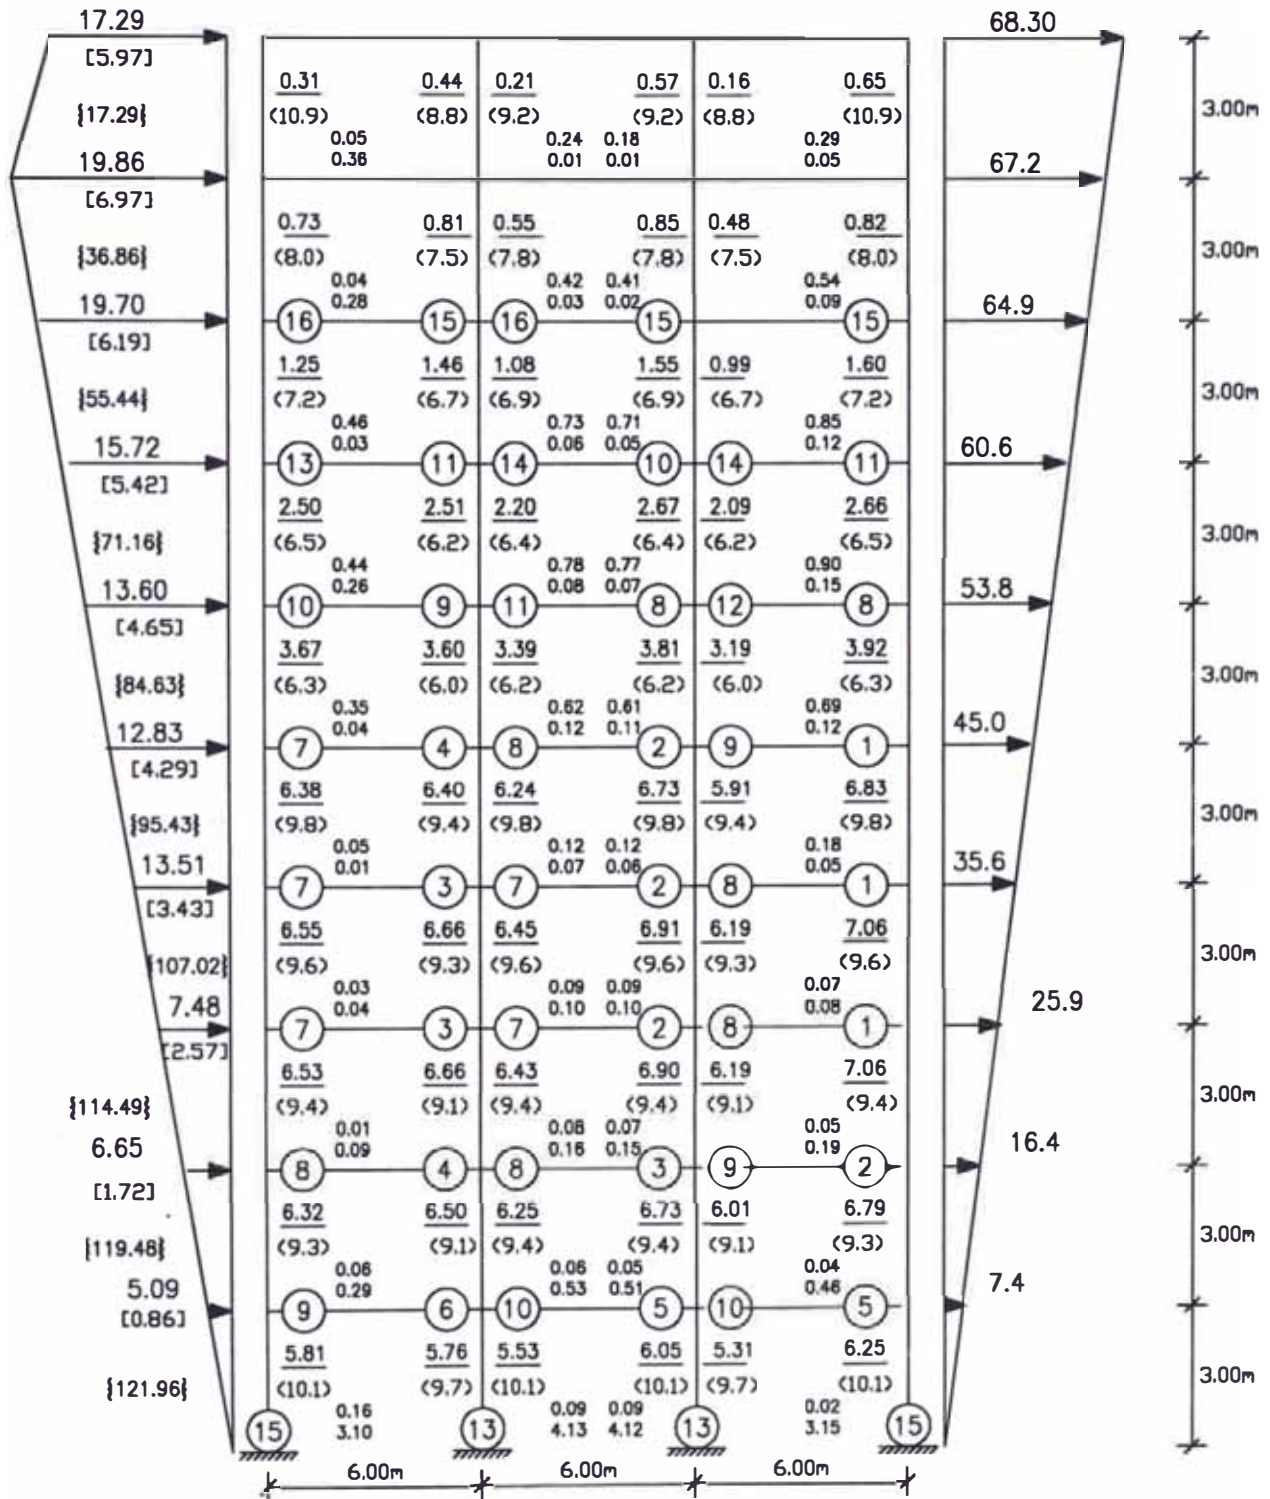 17.29 68.30
[5.97]
0.31 0.44 0.21 0.57 0.16 0.65
{17.29} (10.9) (8.8) (9.2) (9.2) (8.8) (10.9) 3.00m
0.05 0.24 0.18 0.29
0.36 0.01 0.01 0.05
19.86 67.2
[6.97]
0.73 0.81 0.55 0.85 0.48 0.82
{36.86} (8.0) (7.5) (7.8) (7.8) (7.5) (8.0) 3.00m
0.04 0.42 0.41 0.54
0.28 0.03 0.02 0.09
19.70 16 15 16 15 15 64.9
[6.19]
1.25 1.46 1.08 1.55 0.99 1.60
{55.44} (7.2) (6.7) (6.9) (6.9) (6.7) (7.2) 3.00m
0.46 0.73 0.71 0.85
0.03 0.06 0.05 0.12
15.72 13 11 14 10 14 11 60.6
[5.42]
2.50 2.51 2.20 2.67 2.09 2.66
{71.16} (6.5) (6.2) (6.4) (6.4) (6.2) (6.5) 3.00m
0.44 0.78 0.77 0.90
0.26 0.08 0.07 0.15
13.60 10 9 11 8 12 8 53.8
[4.65]
3.67 3.60 3.39 3.81 3.19 3.92
{84.63} (6.3) (6.0) (6.2) (6.2) (6.0) (6.3) 3.00m
0.35 0.62 0.61 0.69
0.04 0.12 0.11 0.12
12.83 7 4 8 2 9 1 45.0
[4.29]
6.38 6.40 6.24 6.73 5.91 6.83
{95.43} (9.8) (9.4) (9.8) (9.8) (9.4) (9.8) 3.00m
0.05 0.12 0.12 0.18
0.01 0.07 0.06 0.05
13.51 7 3 7 2 8 1 35.6
[3.43]
6.55 6.66 6.45 6.91 6.19 7.06
{107.02} (9.6) (9.3) (9.6) (9.6) (9.3) (9.6) 3.00m
0.03 0.09 0.09 0.07
0.04 0.10 0.10 0.08
7.48 7 3 7 2 8 1 25.9
[2.57]
6.53 6.66 6.43 6.90 6.19 7.06
{114.49} (9.4) (9.1) (9.4) (9.4) (9.1) (9.4) 3.00m
0.01 0.08 0.07 0.05
0.09 0.16 0.15 0.19
6.65 8 4 8 3 9 2 16.4
[1.72]
6.32 6.50 6.25 6.73 6.01 6.79
{119.48} (9.3) (9.1) (9.4) (9.4) (9.1) (9.3) 3.00m
0.06 0.06 0.05 0.04
0.29 0.53 0.51 0.46
5.09 9 6 10 5 10 5 7.4
[0.86]
5.81 5.76 5.53 6.05 5.31 6.25
{121.96} (10.1) (9.7) (10.1) (10.1) (9.7) (10.1) 3.00m
0.16 0.09 0.09 0.02
3.10 4.13 4.12 3.15
15 13 13 15
6.00m 6.00m 6.00m